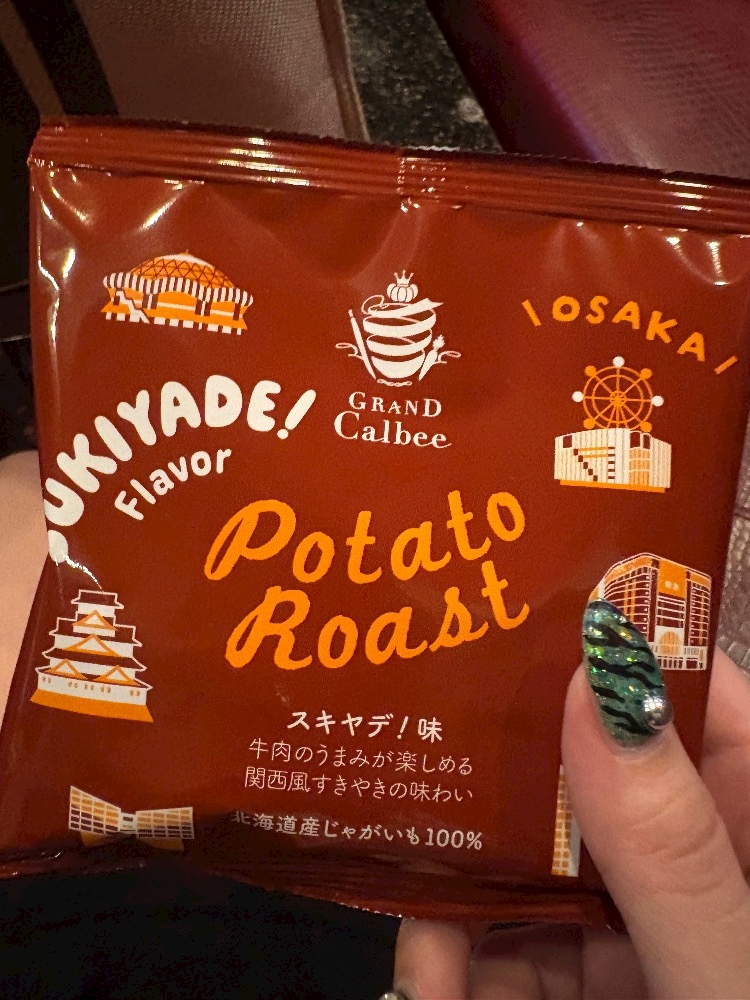 \OSAKA/
GRAND
Calbee
SUKIYADE!
Flavor
Potato
Roast
スキヤデ!味
牛肉のうまみが楽しめる
関西風すきやきの味わい
北海道産じゃがいも100%